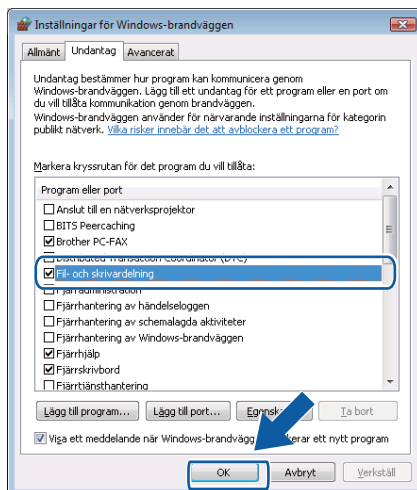 Inställningar för Windows-brandväggen
Allmänt Undantag Avancerat
Undantag bestämmer hur program kan kommunicera genom
Windows-brandväggen. Lägg till ett undantag för ett program eller en port om
du vill tillåta kommunikation genom brandväggen.
Windows-brandväggen använder för närvarande inställningarna för kategorin
publikt nätverk. Vilka risker innebär det att avblockera ett program?
Markera kryssrutan för det program du vill tillåta:
Program eller port
Anslut till en nätverksprojektor
BITS Peercaching
Brother PC-FAX
Distributed Transaction Coordinator (DTC)
Fil- och skrivardelning
Fjärradministration
Fjärrhantering av händelseloggen
Fjärrhantering av schemalagda aktiviteter
Fjärrhantering av Windows-brandväggen
Fjärrhjälp
Fjärrskrivbord
Fjärrtjänsthantering
Lägg till program... Lägg till port... Ta bort
Visa ett meddelande när ett nytt program
OK Avbryt Verkställ